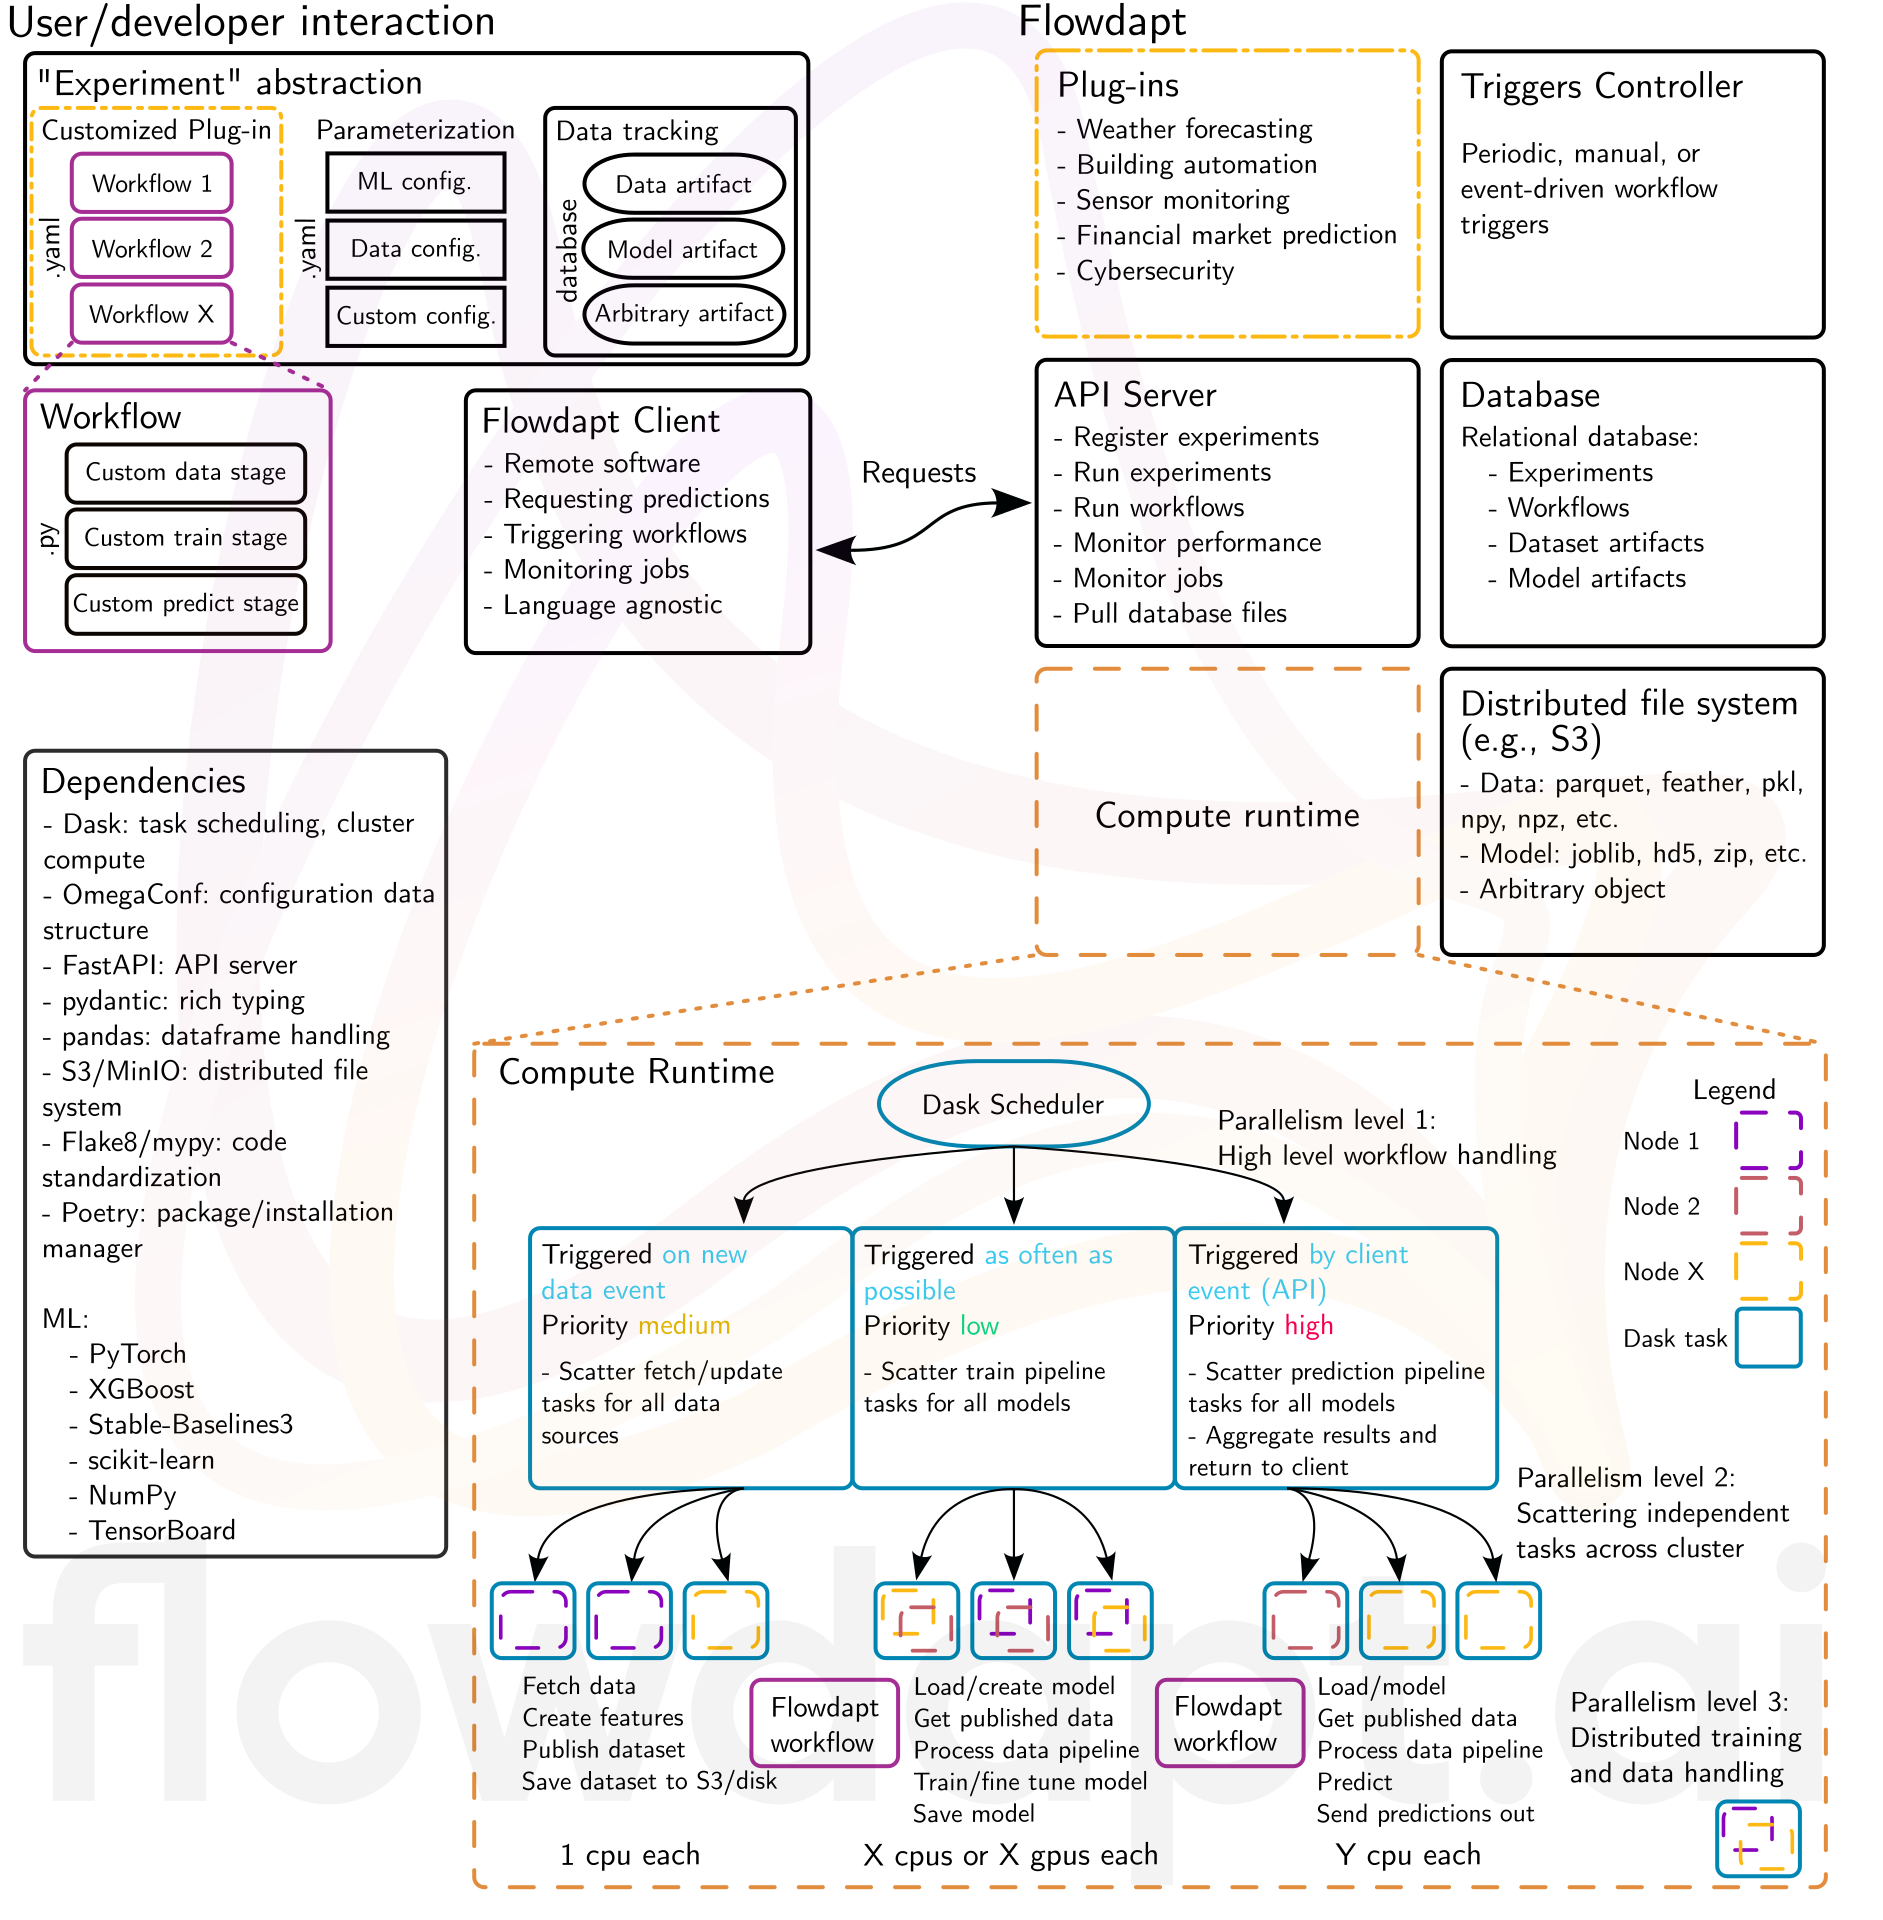 User/developer interaction
"Experiment" abstraction
Customized Plug-in
.yaml
Workflow 1
Workflow 2
Workflow X
Parameterization
.yaml
ML config.
Data config.
Custom config.
Data tracking
database
Data artifact
Model artifact
Arbitrary artifact
Workflow
.py
Custom data stage
Custom train stage
Custom predict stage
Flowdapt Client
- Remote software
- Requesting predictions
- Triggering workflows
- Monitoring jobs
- Language agnostic
Requests
Flowdapt
Plug-ins
- Weather forecasting
- Building automation
- Sensor monitoring
- Financial market prediction
- Cybersecurity
Triggers Controller
Periodic, manual, or
event-driven workflow
triggers
API Server
- Register experiments
- Run experiments
- Run workflows
- Monitor performance
- Monitor jobs
- Pull database files
Database
Relational database:
- Experiments
- Workflows
- Dataset artifacts
- Model artifacts
Compute runtime
Distributed file system
(e.g., S3)
- Data: parquet, feather, pkl,
npy, npz, etc.
- Model: joblib, hd5, zip, etc.
- Arbitrary object
Dependencies
- Dask: task scheduling, cluster
compute
- OmegaConf: configuration data
structure
- FastAPI: API server
- pydantic: rich typing
- pandas: dataframe handling
- S3/MinIO: distributed file
system
- Flake8/mypy: code
standardization
- Poetry: package/installation
manager
ML:
- PyTorch
- XGBoost
- Stable-Baselines3
- scikit-learn
- NumPy
- TensorBoard
Compute Runtime
Dask Scheduler
Parallelism level 1:
High level workflow handling
Legend
Node 1
Node 2
Node X
Dask task
Triggered on new
data event
Priority medium
- Scatter fetch/update
tasks for all data
sources
Triggered as often as
possible
Priority low
- Scatter train pipeline
tasks for all models
Triggered by client
event (API)
Priority high
- Scatter prediction pipeline
tasks for all models
- Aggregate results and
return to client
Parallelism level 2:
Scattering independent
tasks across cluster
Fetch data
Create features
Publish dataset
Save dataset to S3/disk
1 cpu each
Flowdapt
workflow
Load/create model
Get published data
Process data pipeline
Train/fine tune model
Save model
X cpus or X gpus each
Flowdapt
workflow
Load/model
Get published data
Process data pipeline
Predict
Send predictions out
Y cpu each
Parallelism level 3:
Distributed training
and data handling
flowdapt.ai